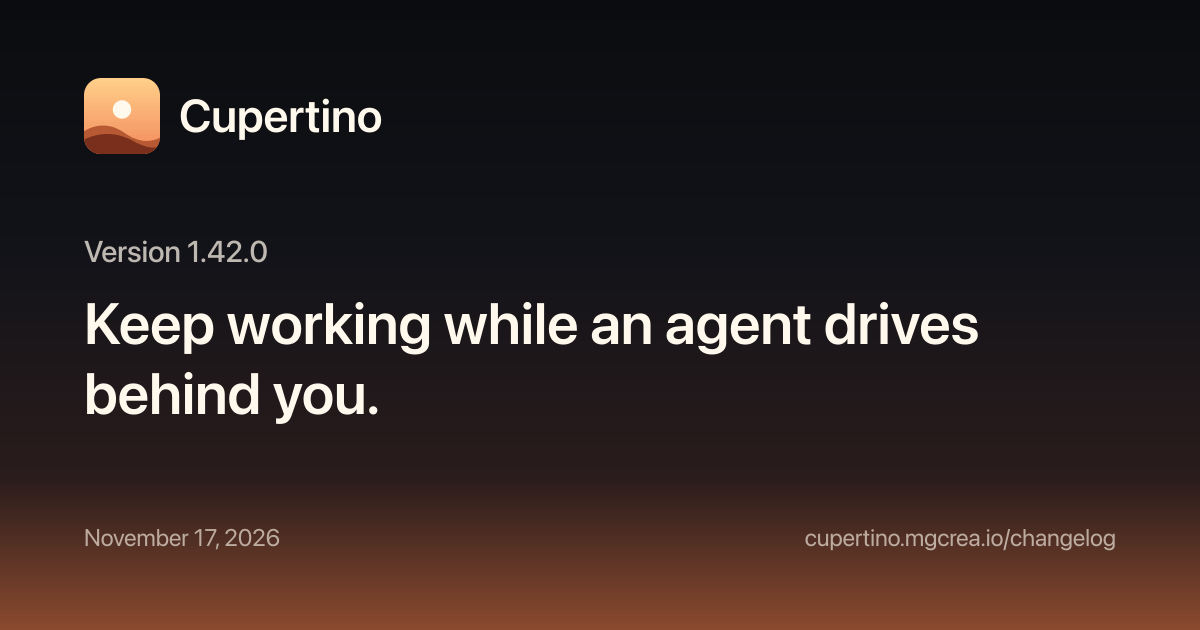 Cupertino
Version 1.42.0
Keep working while an agent drives
behind you.
November 17, 2026
cupertino.mgcrea.io/changelog